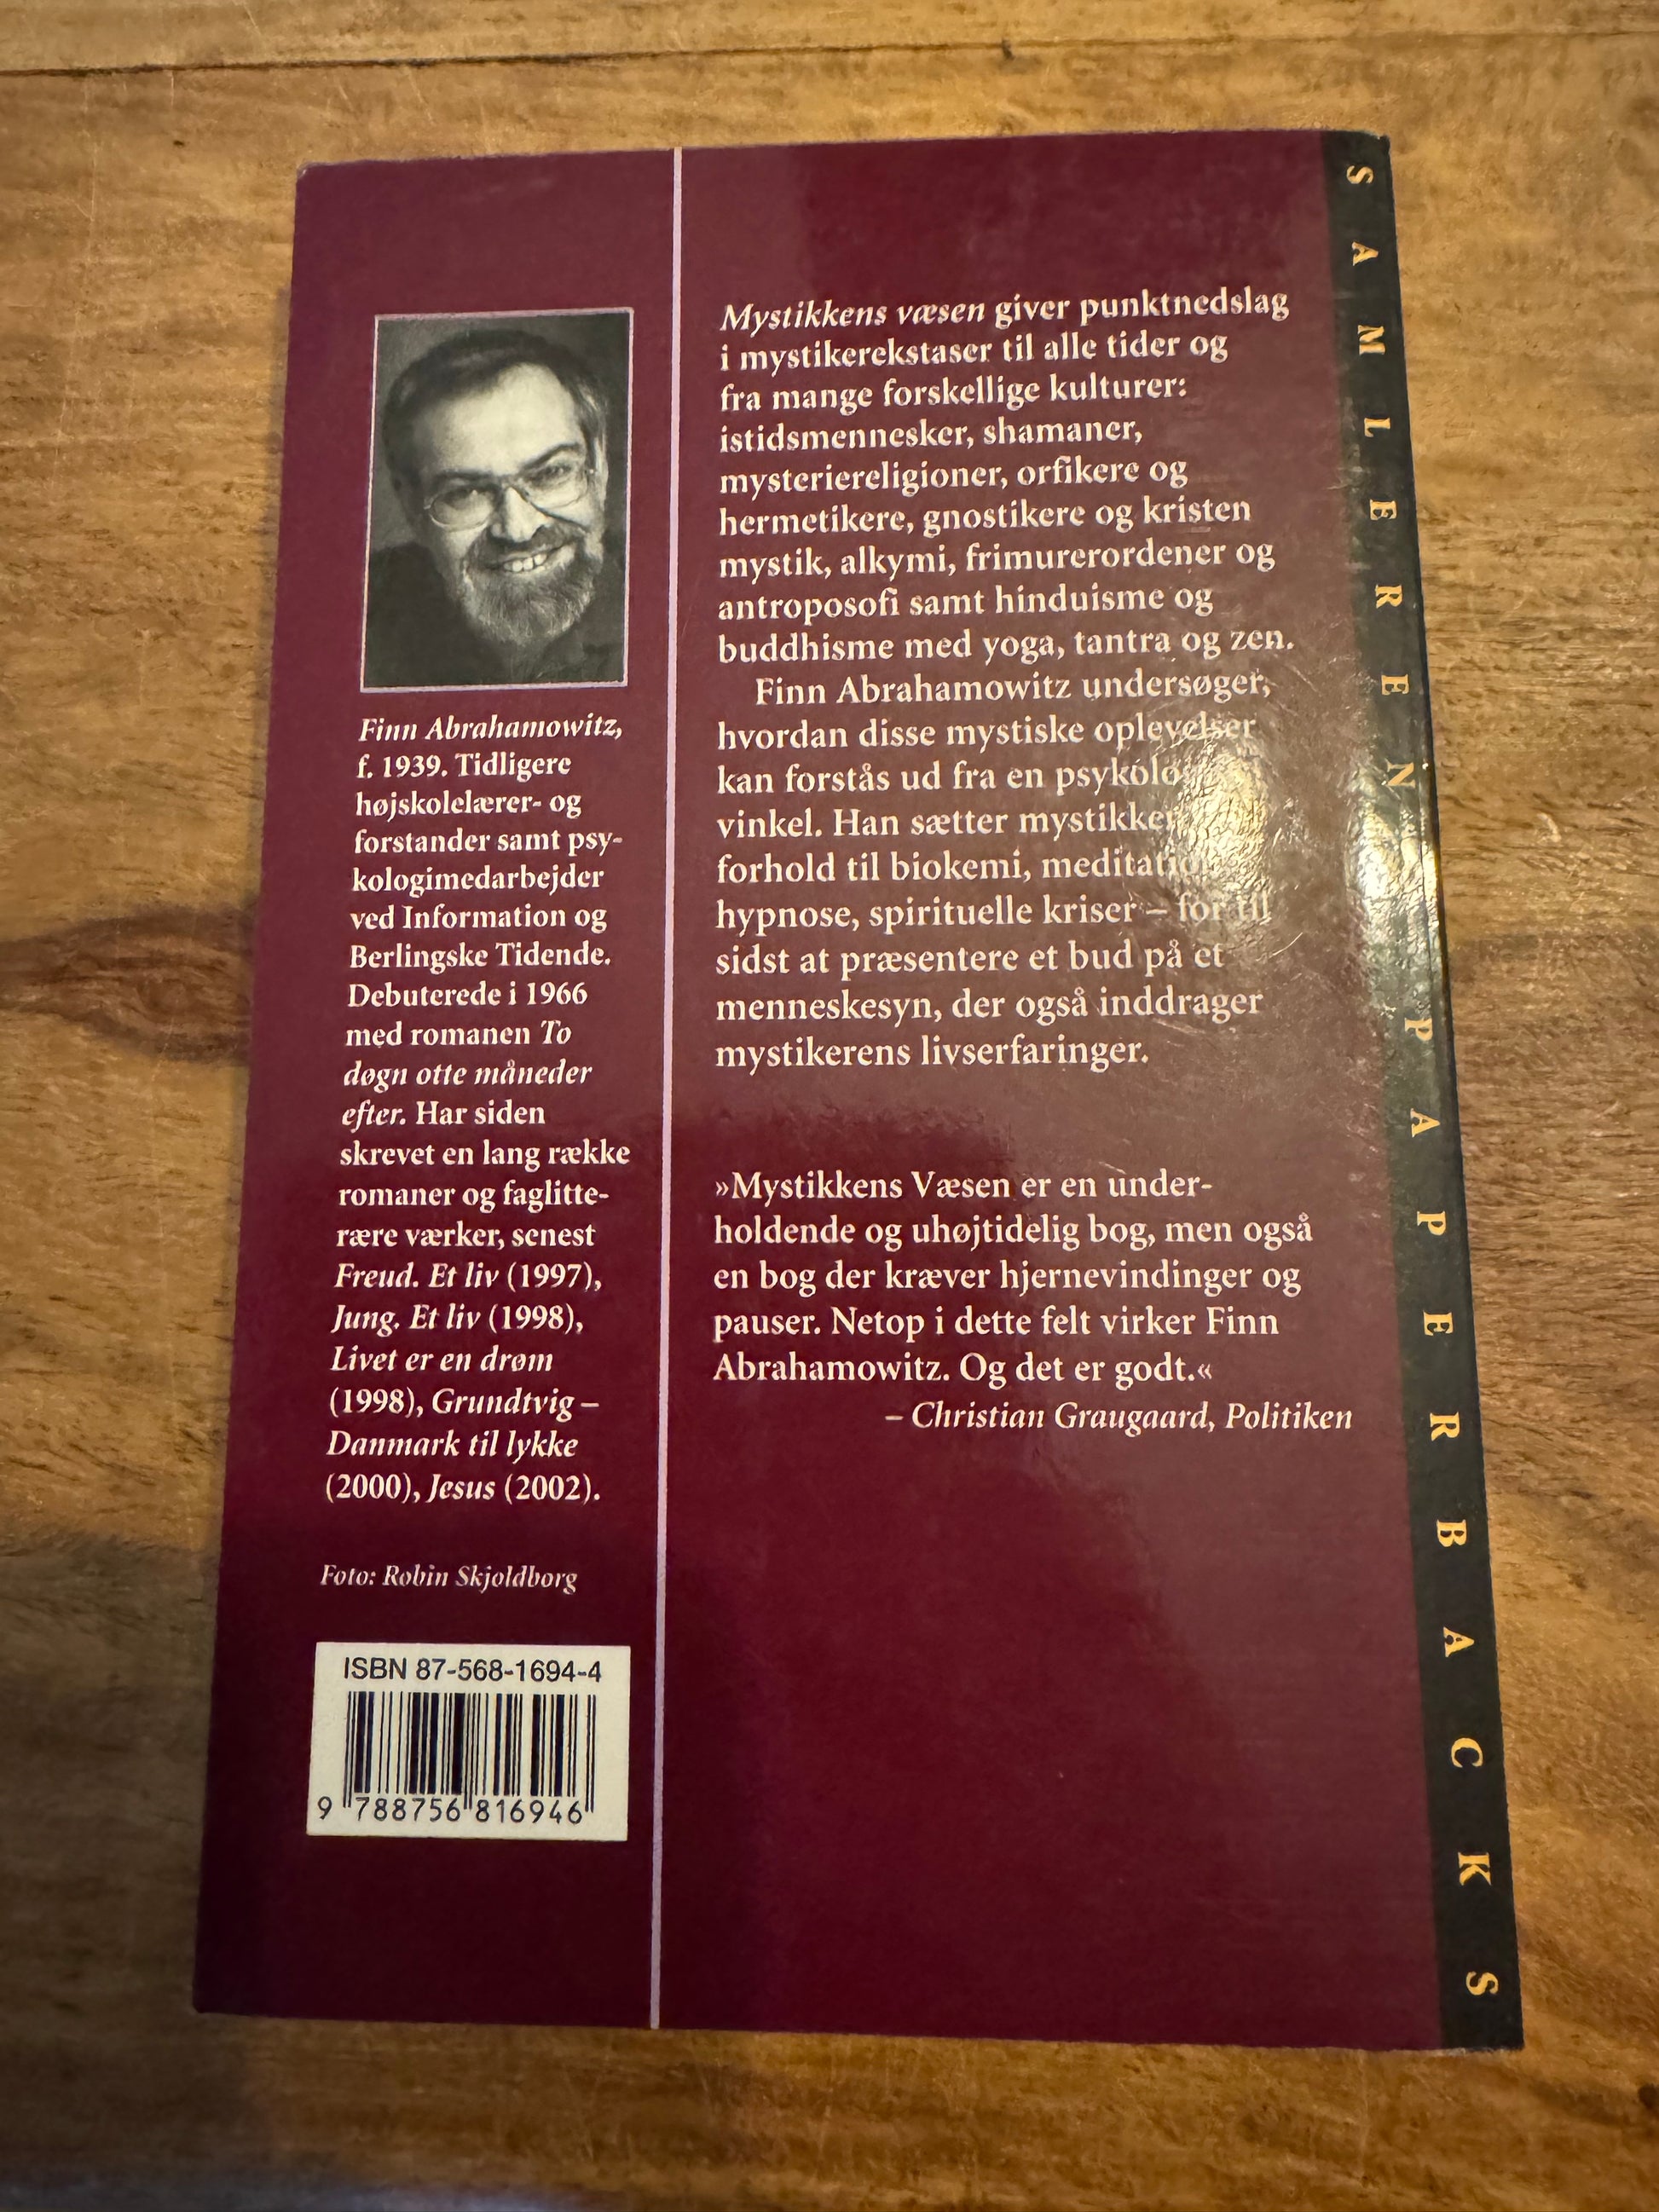 Finn Abrahamowitz,
f. 1939. Tidligere
højskolelærer- og
forstander samt psy-
kologimedarbejder
ved Information og
Berlingske Tidende.
Debuterede i 1966
med romanen To
døgn otte måneder
efter. Har siden
skrevet en lang række
romaner og faglitte-
rære værker, senest
Freud. Et liv (1997),
Jung. Et liv (1998),
Livet er en drøm
(1998), Grundtvig –
Danmark til lykke
(2000), Jesus (2002).
Foto: Robin Skjoldborg
ISBN 87-568-1694-4
9 788756 816946
Mystikkens væsen giver punktnedslag
i mystikerekstaser til alle tider og
fra mange forskellige kulturer:
istidsmennesker, shamaner,
mysteriereligioner, orfikere og
hermetikere, gnostikere og kristen
mystik, alkymi, frimurerordener og
antroposofi samt hinduisme og
buddhisme med yoga, tantra og zen.
Finn Abrahamowitz undersøger,
hvordan disse mystiske oplevelser
kan forstås ud fra en
vinkel. Han sætter
forhold til biokemi,
hypnose, spirituelle kriser – for til
sidst at præsentere et bud på et
menneskesyn, der også inddrager
mystikerens livserfaringer.
»Mystikkens Væsen er en under-
holdende og uhøjtidelig bog, men også
en bog der kræver hjernevindinger og
pauser. Netop i dette felt virker Finn
Abrahamowitz. Og det er godt.«
– Christian Graugaard, Politiken
SAMLERENS PAPERBACKS